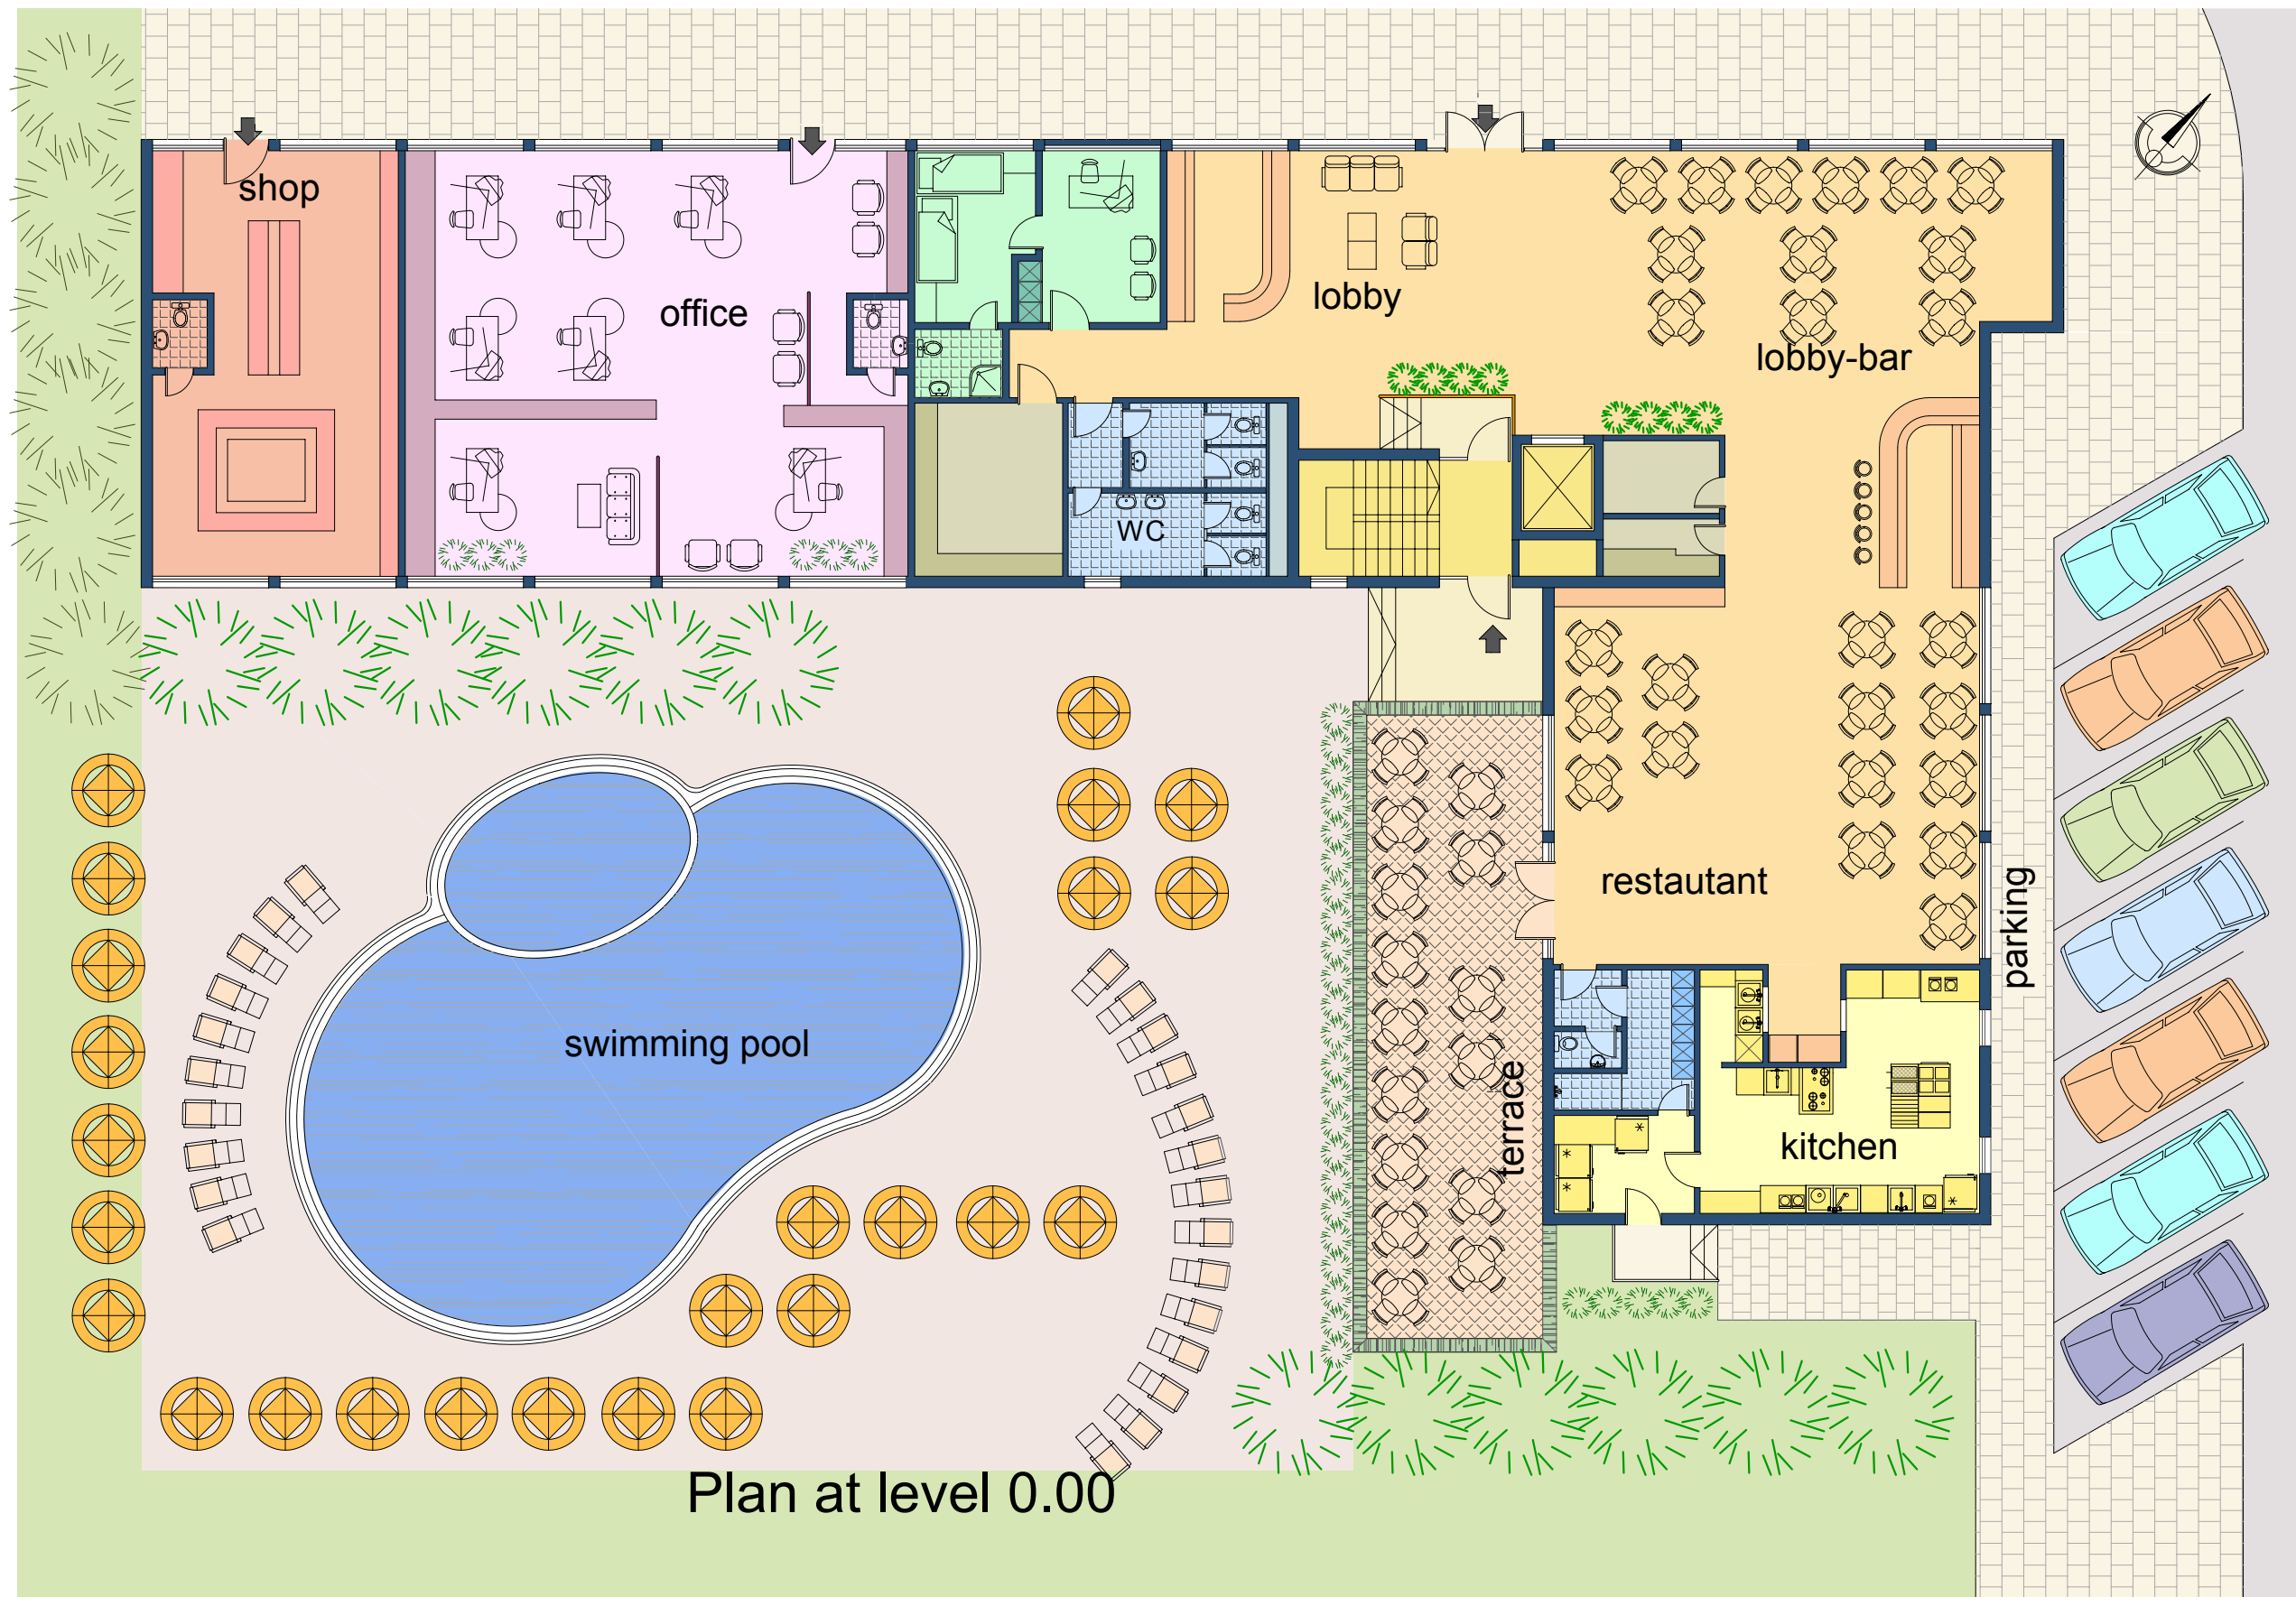 shop
office
lobby
lobby-bar
WC
restautant
parking
swimming pool
terrace
kitchen
Plan at level 0.00